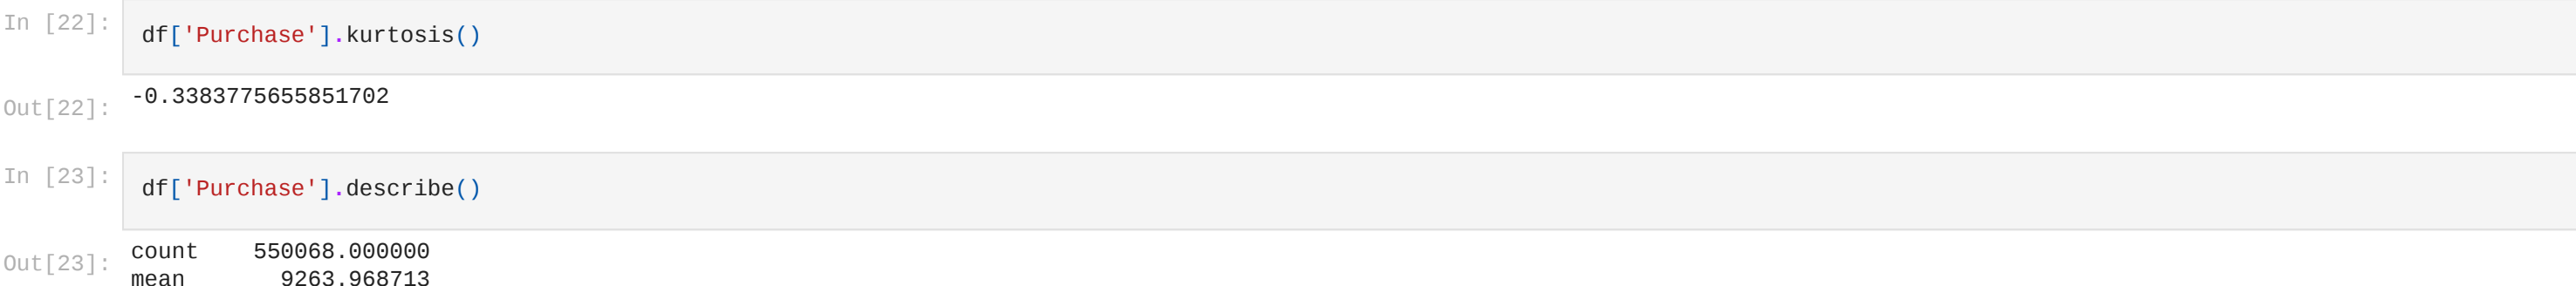 In [22]: df['Purchase'].kurtosis()
Out[22]: -0.3383775655851702
In [23]: df['Purchase'].describe()
Out[23]: count    550068.000000
mean       9263.968713